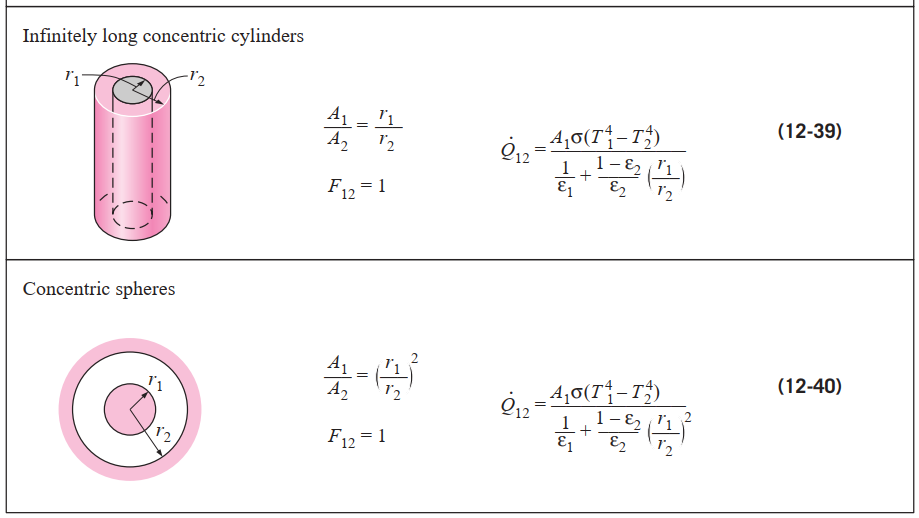 Infinitely long concentric cylinders
r1 r2
A1/A2 = r1/r2
F12 = 1
Q̇12 = A1σ(T1^4 – T2^4) / (1/ε1 + (1 – ε2)/ε2 (r1/r2))
(12-39)
Concentric spheres
r1
r2
A1/A2 = (r1/r2)^2
F12 = 1
Q̇12 = A1σ(T1^4 – T2^4) / (1/ε1 + (1 – ε2)/ε2 (r1/r2)^2)
(12-40)